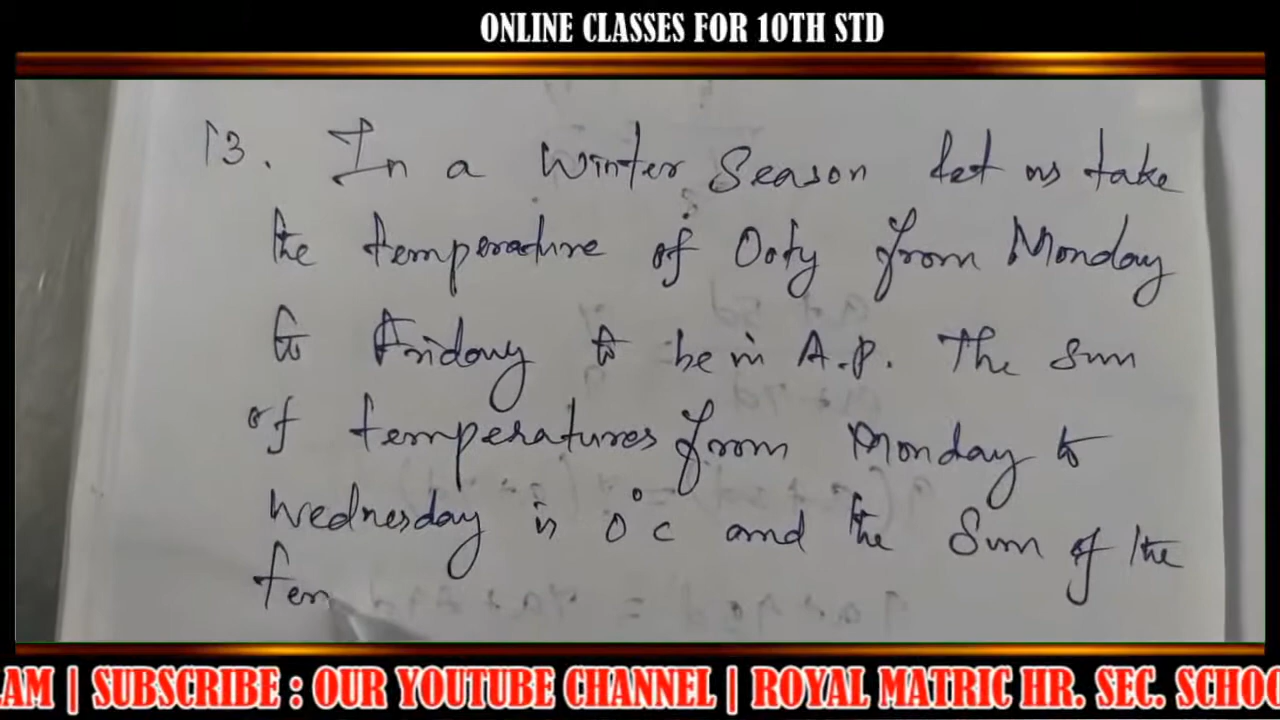 ONLINE CLASSES FOR 10TH STD
13. In a Winter Season let us take
the temperature of Ooty from Monday
to Friday to be in A.P. The sum
of temperatures from Monday to
Wednesday is 0°c and the Sum of the
tem
AM | SUBSCRIBE : OUR YOUTUBE CHANNEL | ROYAL MATRIC HR. SEC. SCHOO